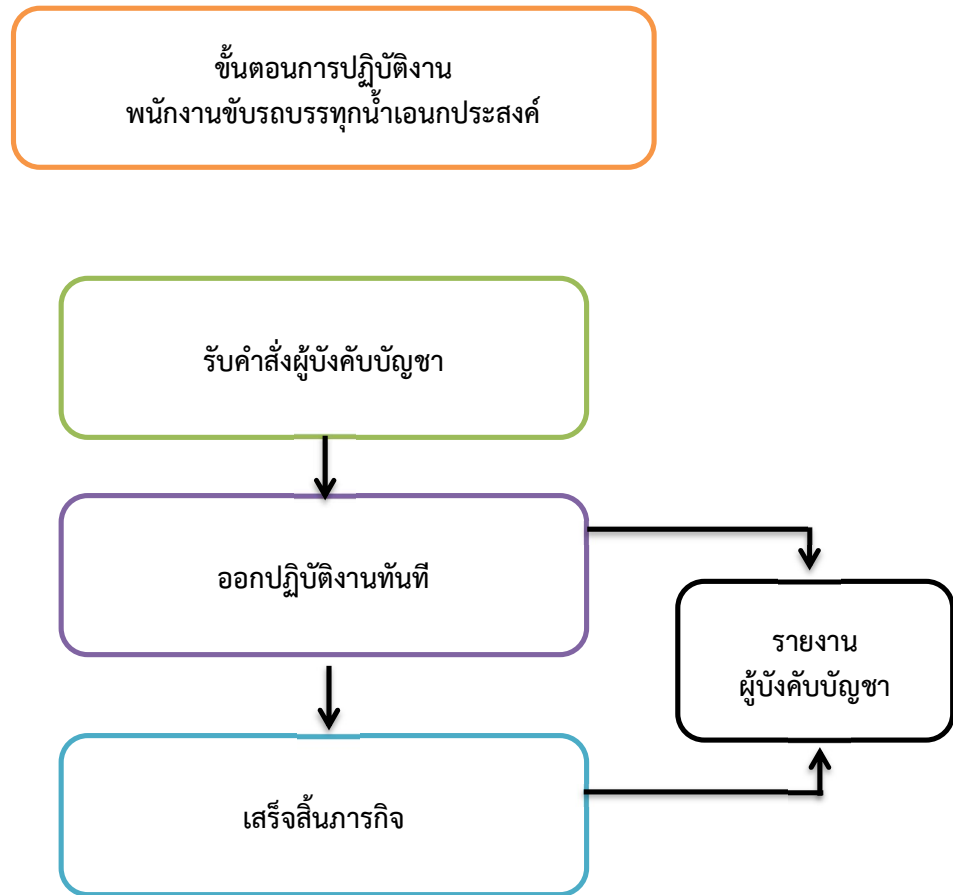 ขั้นตอนการปฏิบัติงาน
พนักงานขับรถบรรทุกน้ำเอนกประสงค์
รับคำสั่งผู้บังคับบัญชา
ออกปฏิบัติงานทันที
รายงาน
ผู้บังคับบัญชา
เสร็จสิ้นภารกิจ